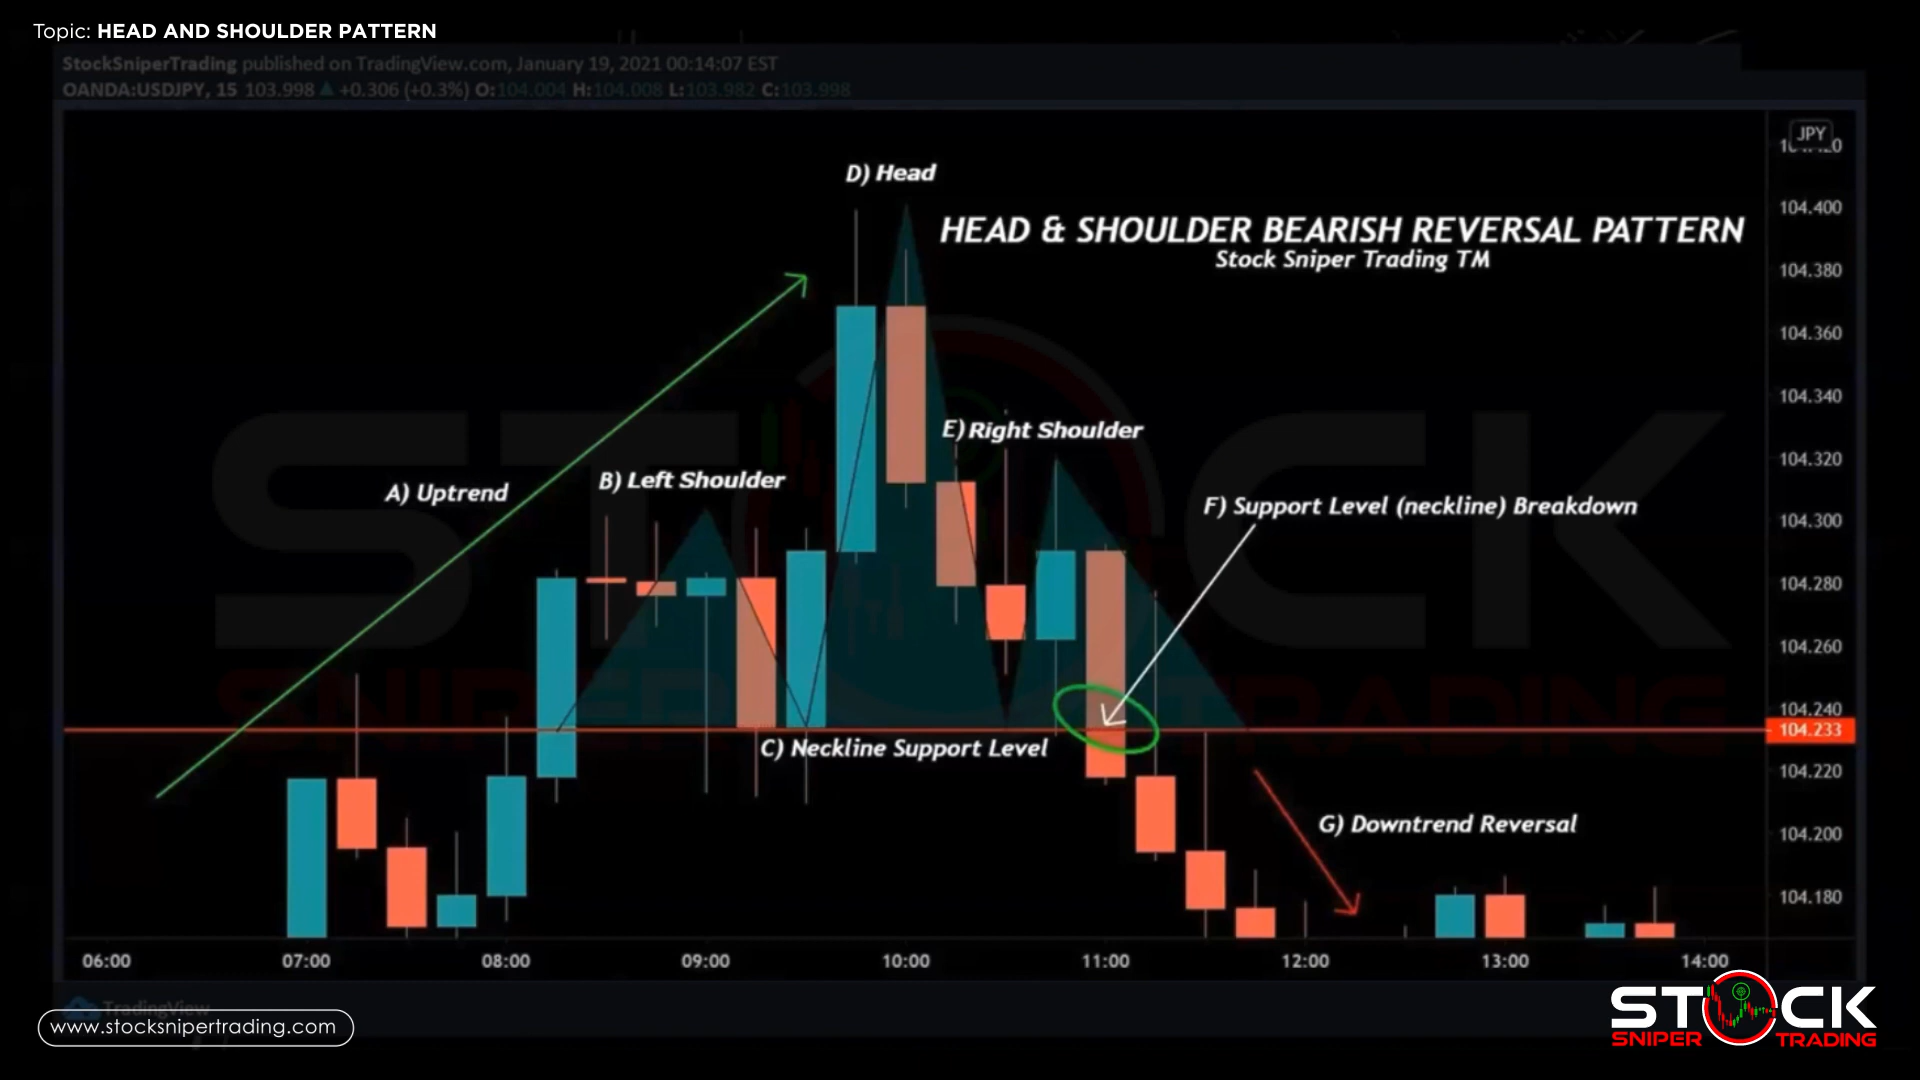 Topic: HEAD AND SHOULDER PATTERN
StockSniperTrading published on TradingView.com, January 19, 2021 00:14:07 EST
OANDA:USDJPY, 15 103.998 ▲ +0.306 (+0.3%) O:104.004 H:104.008 L:103.982 C:103.998
JPY
D) Head
104.400
HEAD & SHOULDER BEARISH REVERSAL PATTERN
Stock Sniper Trading TM
104.380
104.360
104.340
E) Right Shoulder
104.320
B) Left Shoulder
A) Uptrend
F) Support Level (neckline) Breakdown
104.300
104.280
104.260
104.240
104.233
C) Neckline Support Level
104.220
G) Downtrend Reversal
104.200
104.180
06:00 07:00 08:00 09:00 10:00 11:00 12:00 13:00 14:00
STOCK
SNIPER TRADING
TradingView
www.stocksnipertrading.com
STOCK
SNIPER TRADING